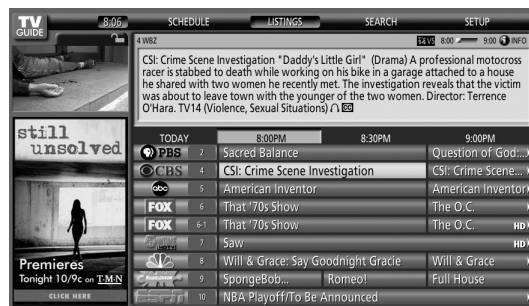 TV GUIDE 8:06 SCHEDULE LISTINGS SEARCH SETUP
4 WBZ 14 VS 8:00 9:00 INFO
CSI: Crime Scene Investigation "Daddy's Little Girl" (Drama) A professional motocross
racer is stabbed to death while working on his bike in a garage attached to a house
he shared with two women he recently met. The investigation reveals that the victim
was about to leave town with the younger of the two women. Director: Terrence
O'Hara. TV14 (Violence, Sexual Situations)
still
unsolved
Premieres
Tonight 10/9c on T-M-N
CLICK HERE
TODAY 8:00PM 8:30PM 9:00PM
PBS 2 Sacred Balance Question of God:...
CBS 4 CSI: Crime Scene Investigation CSI: Crime Scene...
abc 5 American Inventor American Inventor
FOX 6 That '70s Show The O.C.
FOX 6-1 That '70s Show The O.C. HD
7 Saw HD
8 Will & Grace: Say Goodnight Gracie Will & Grace
9 SpongeBob... Romeo! Full House
10 NBA Playoff/To Be Announced